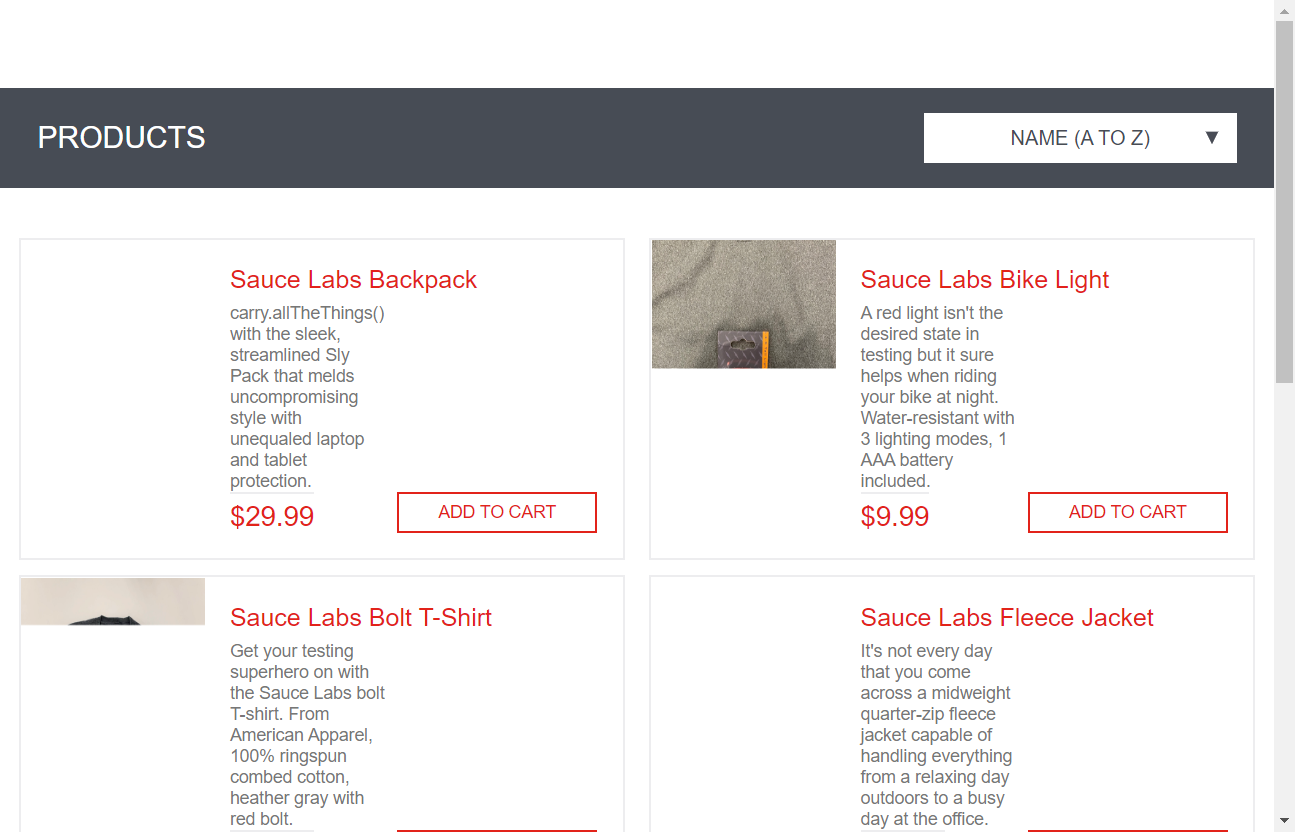 PRODUCTS
NAME (A TO Z) ▼
Sauce Labs Backpack
carry.allTheThings()
with the sleek,
streamlined Sly
Pack that melds
uncompromising
style with
unequaled laptop
and tablet
protection.
$29.99
ADD TO CART
Sauce Labs Bike Light
A red light isn't the
desired state in
testing but it sure
helps when riding
your bike at night.
Water-resistant with
3 lighting modes, 1
AAA battery
included.
$9.99
ADD TO CART
Sauce Labs Bolt T-Shirt
Get your testing
superhero on with
the Sauce Labs bolt
T-shirt. From
American Apparel,
100% ringspun
combed cotton,
heather gray with
red bolt.
Sauce Labs Fleece Jacket
It's not every day
that you come
across a midweight
quarter-zip fleece
jacket capable of
handling everything
from a relaxing day
outdoors to a busy
day at the office.